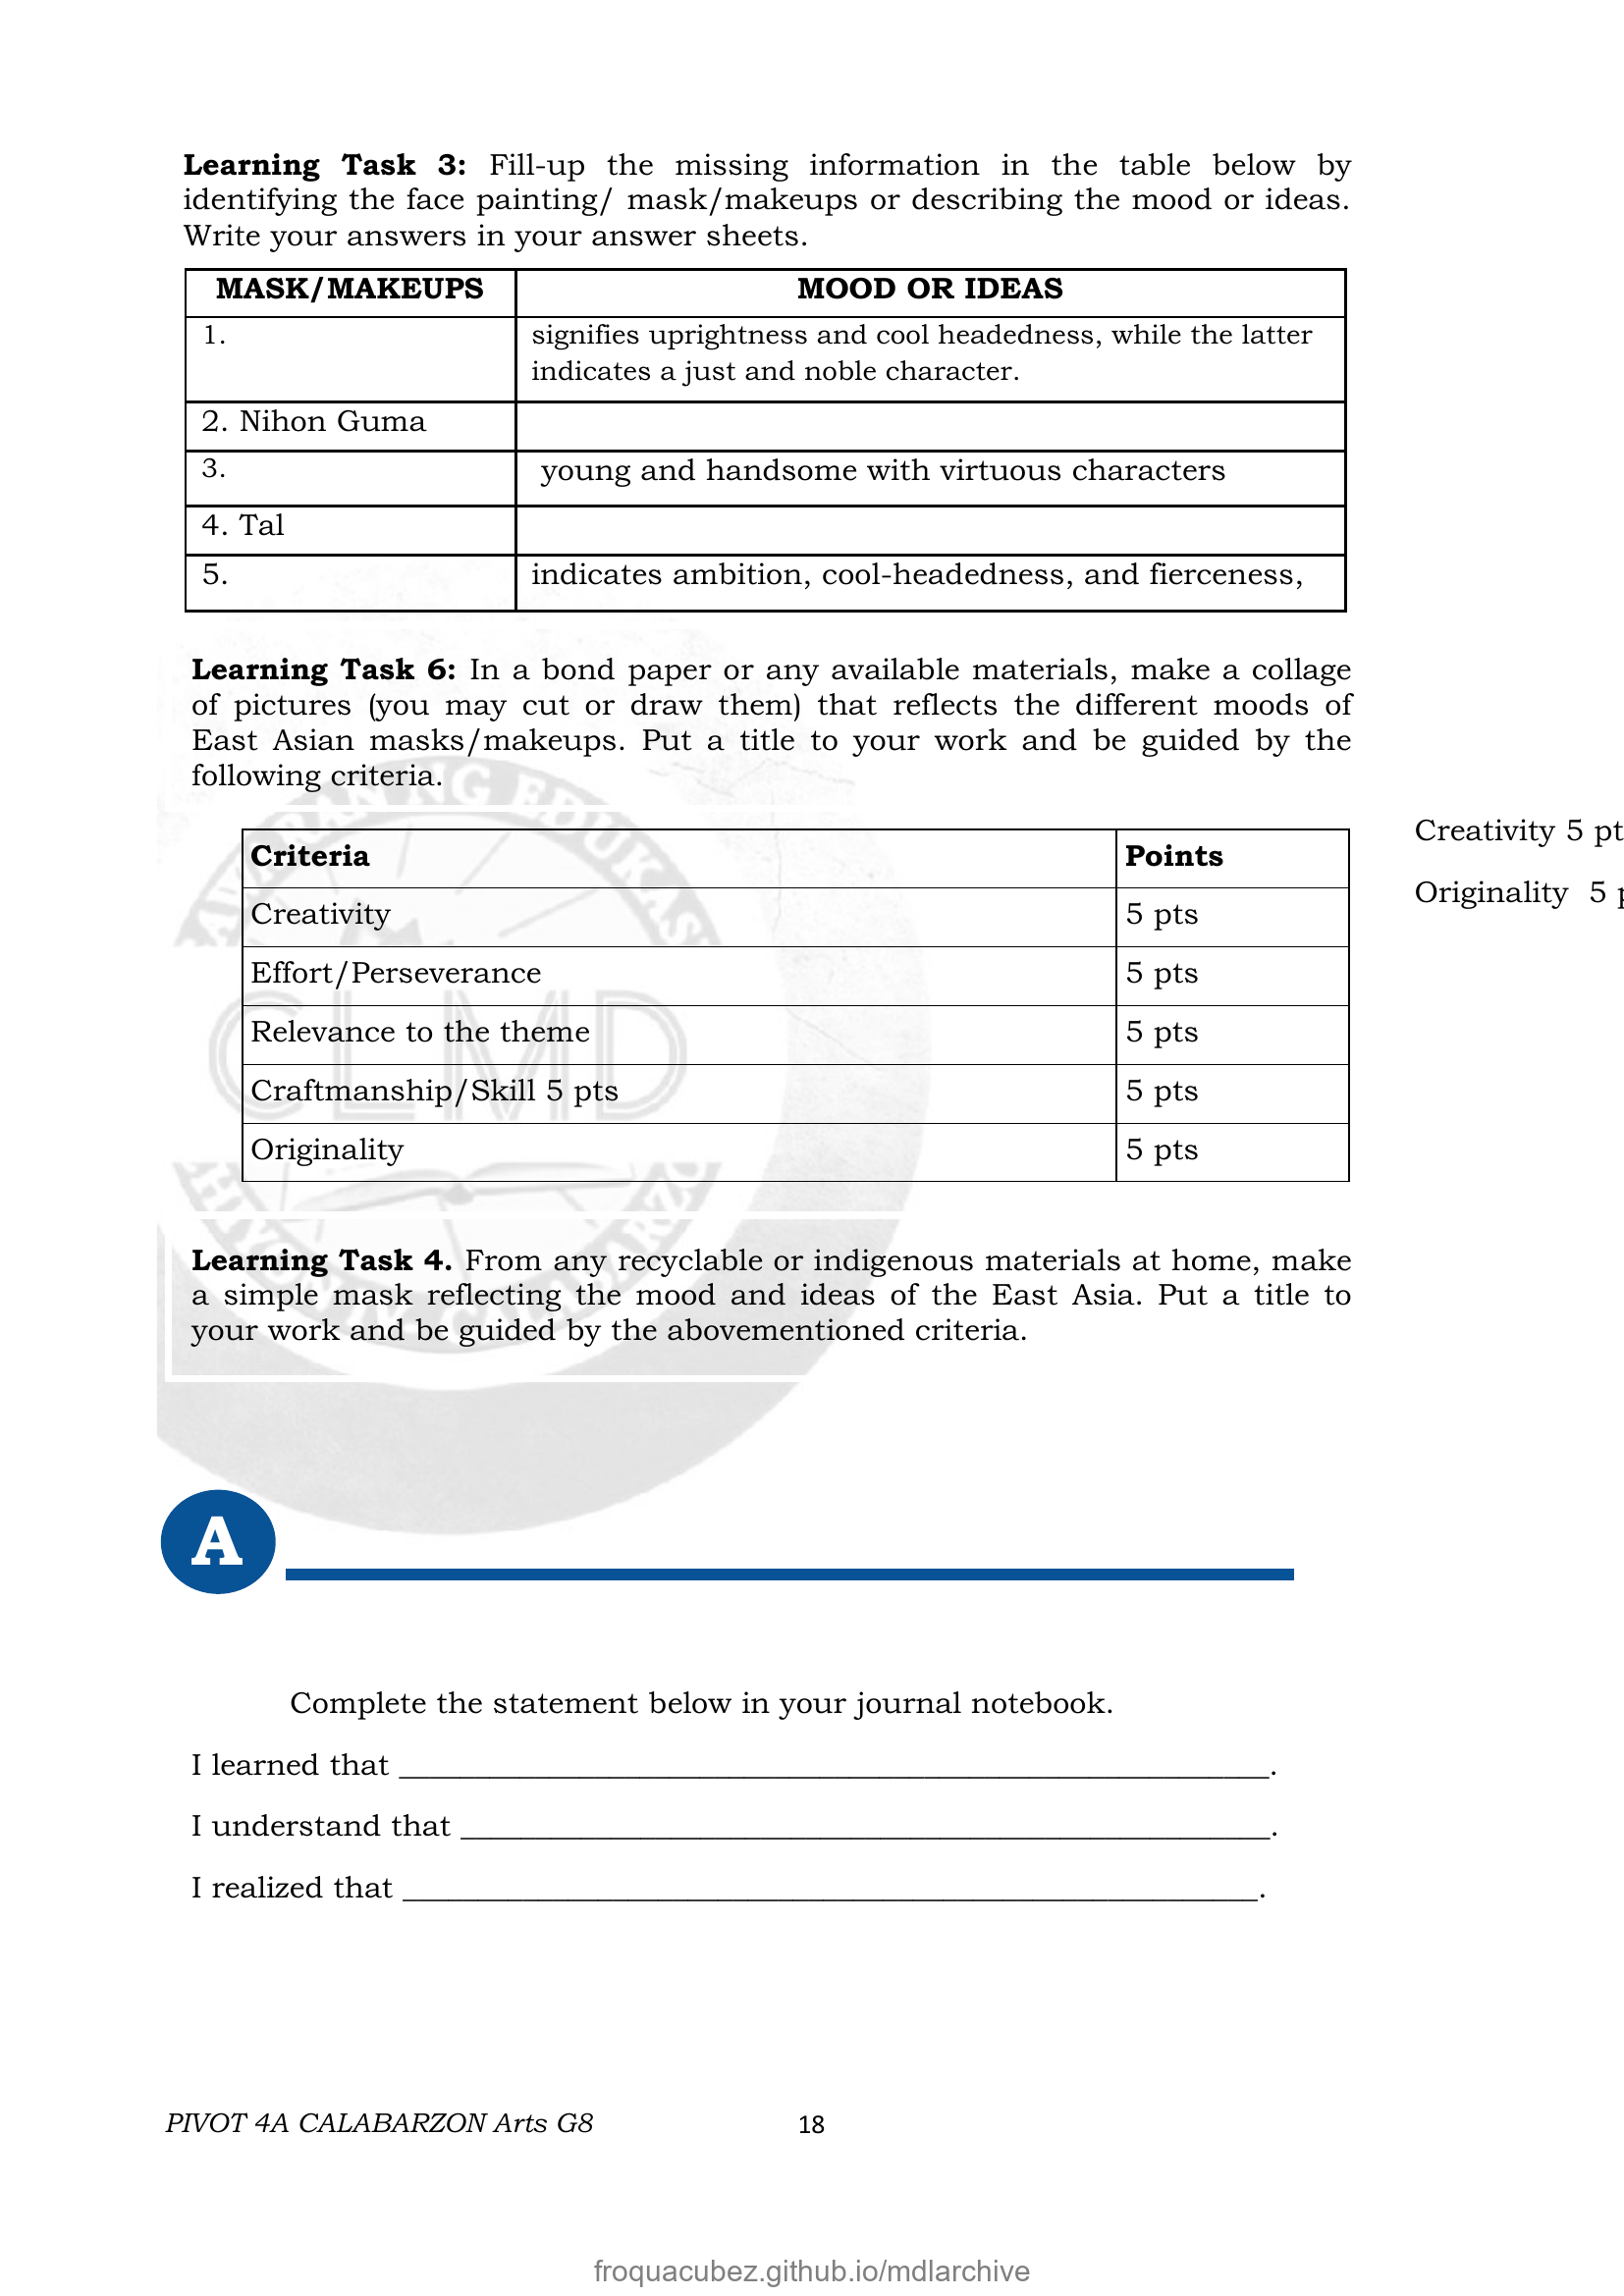 Learning Task 3: Fill-up the missing information in the table below by
identifying the face painting/ mask/makeups or describing the mood or ideas.
Write your answers in your answer sheets.
MASK/MAKEUPS MOOD OR IDEAS
1. signifies uprightness and cool headedness, while the latter
indicates a just and noble character.
2. Nihon Guma
3. young and handsome with virtuous characters
4. Tal
5. indicates ambition, cool-headedness, and fierceness,
Learning Task 6: In a bond paper or any available materials, make a collage
of pictures (you may cut or draw them) that reflects the different moods of
East Asian masks/makeups. Put a title to your work and be guided by the
following criteria.
Criteria Points
Creativity 5 pts
Effort/Perseverance 5 pts
Relevance to the theme 5 pts
Craftmanship/Skill 5 pts 5 pts
Originality 5 pts
Creativity 5 pt
Originality 5 p
CLMD
Learning Task 4. From any recyclable or indigenous materials at home, make
a simple mask reflecting the mood and ideas of the East Asia. Put a title to
your work and be guided by the abovementioned criteria.
A
Complete the statement below in your journal notebook.
I learned that ___.
I understand that ___.
I realized that ___.
PIVOT 4A CALABARZON Arts G8 18
froquacubez.github.io/mdlarchive